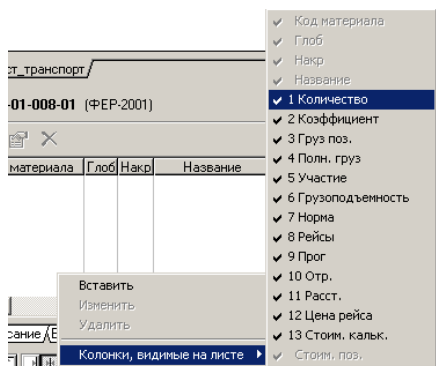 Код материала
Глоб
Накр
Название
1 Количество
2 Коэффициент
3 Груз поз.
4 Полн. груз
5 Участие
6 Грузоподъемность
7 Норма
8 Рейсы
9 Прог
10 Отр.
11 Расст.
12 Цена рейса
13 Стоим. кальк.
Стоим. поз.
ст_транспорт
-01-008-01 (ФЕР-2001)
материала Глоб Накр Название
Вставить
Изменить
Удалить
Колонки, видимые на листе
сание